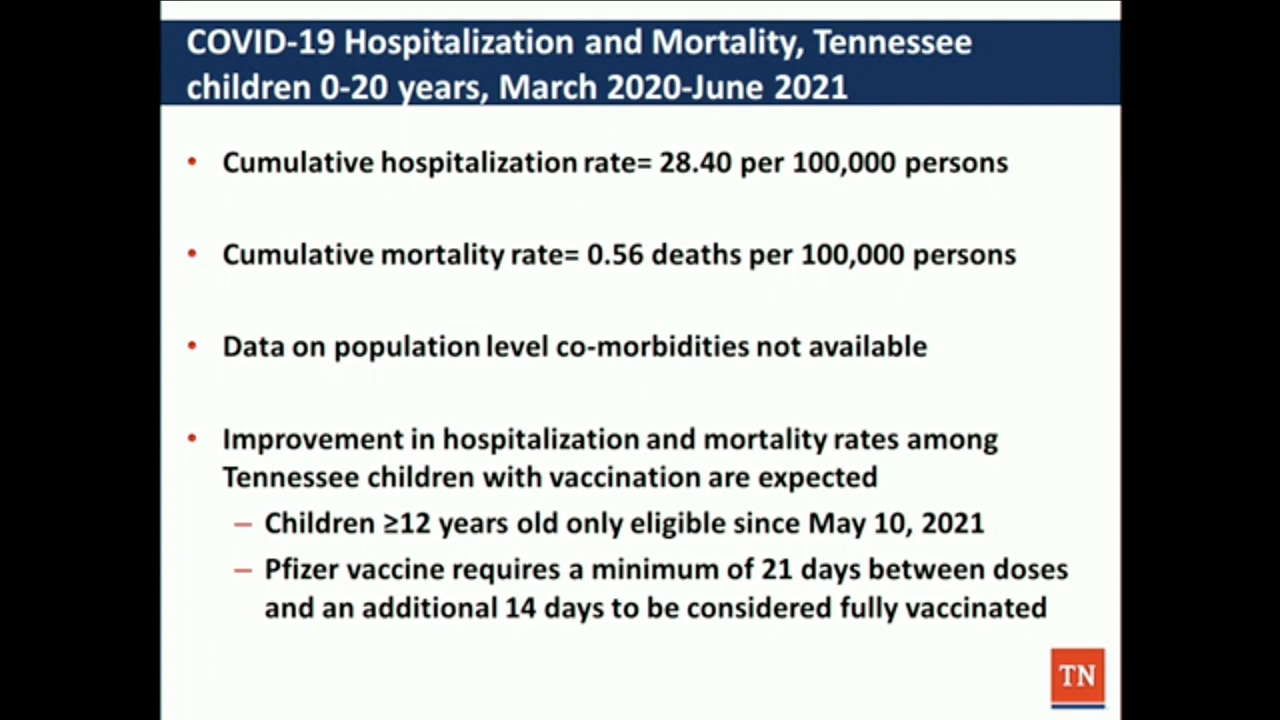 COVID-19 Hospitalization and Mortality, Tennessee
children 0-20 years, March 2020-June 2021
• Cumulative hospitalization rate= 28.40 per 100,000 persons
• Cumulative mortality rate= 0.56 deaths per 100,000 persons
• Data on population level co-morbidities not available
• Improvement in hospitalization and mortality rates among
Tennessee children with vaccination are expected
– Children ≥12 years old only eligible since May 10, 2021
– Pfizer vaccine requires a minimum of 21 days between doses
and an additional 14 days to be considered fully vaccinated
TN